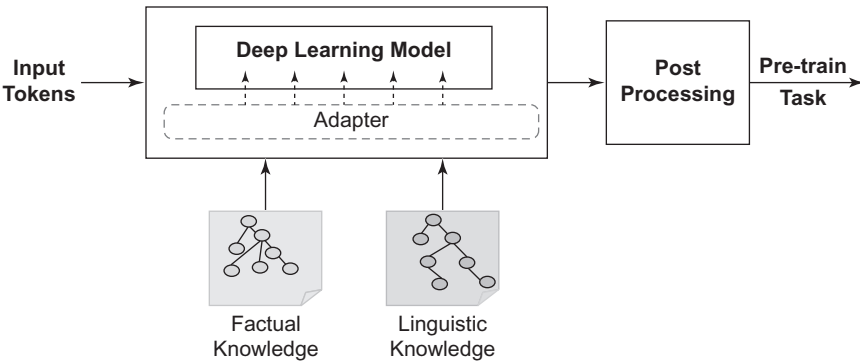 Input
Tokens
Deep Learning Model
Adapter
Post
Processing
Pre-train
Task
Factual
Knowledge
Linguistic
Knowledge